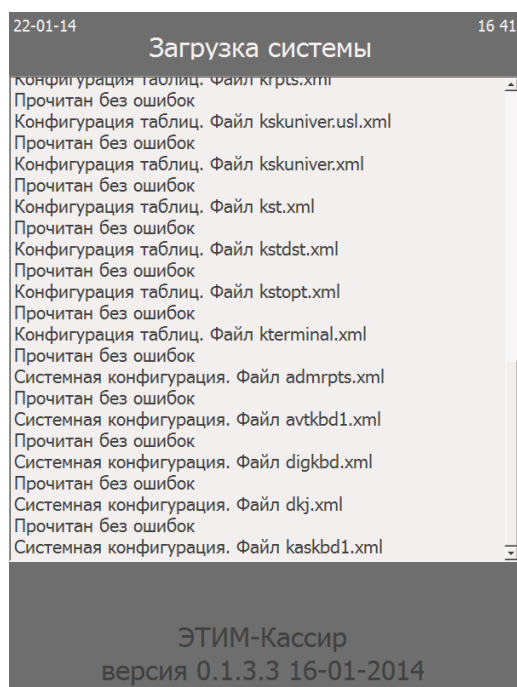 22-01-14
16 41
Загрузка системы
Конфигурация таблиц. Файл krpts.xml
Прочитан без ошибок
Конфигурация таблиц. Файл kskuniver.usl.xml
Прочитан без ошибок
Конфигурация таблиц. Файл kskuniver.xml
Прочитан без ошибок
Конфигурация таблиц. Файл kst.xml
Прочитан без ошибок
Конфигурация таблиц. Файл kstdst.xml
Прочитан без ошибок
Конфигурация таблиц. Файл kstopt.xml
Прочитан без ошибок
Конфигурация таблиц. Файл kterminal.xml
Прочитан без ошибок
Системная конфигурация. Файл admrpts.xml
Прочитан без ошибок
Системная конфигурация. Файл avtkbd1.xml
Прочитан без ошибок
Системная конфигурация. Файл digkbd.xml
Прочитан без ошибок
Системная конфигурация. Файл dkj.xml
Прочитан без ошибок
Системная конфигурация. Файл kaskbd1.xml
ЭТИМ-Кассир
версия 0.1.3.3 16-01-2014